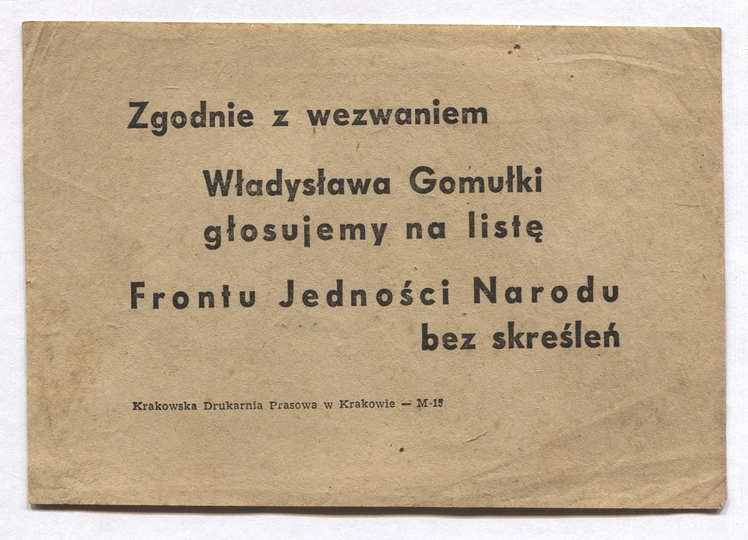 Zgodnie z wezwaniem
Władysława Gomułki
głosujemy na listę
Frontu Jedności Narodu
bez skreśleń
Krakowska Drukarnia Prasowa w Krakowie — M-15